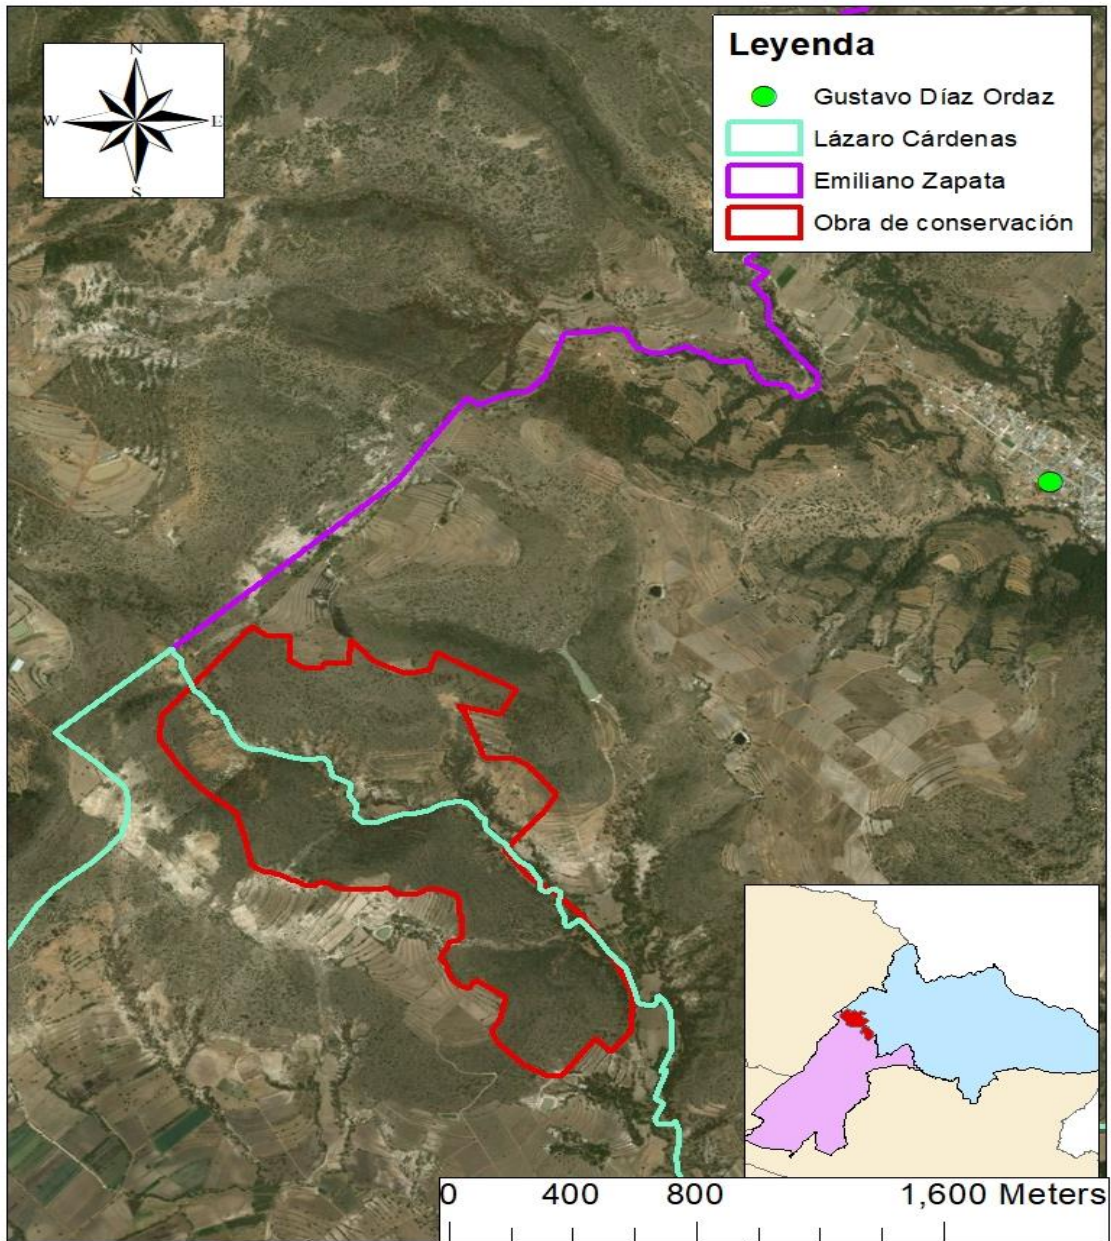 N
W E
S
Leyenda
Gustavo Díaz Ordaz
Lázaro Cárdenas
Emiliano Zapata
Obra de conservación
0 400 800 1,600 Meters